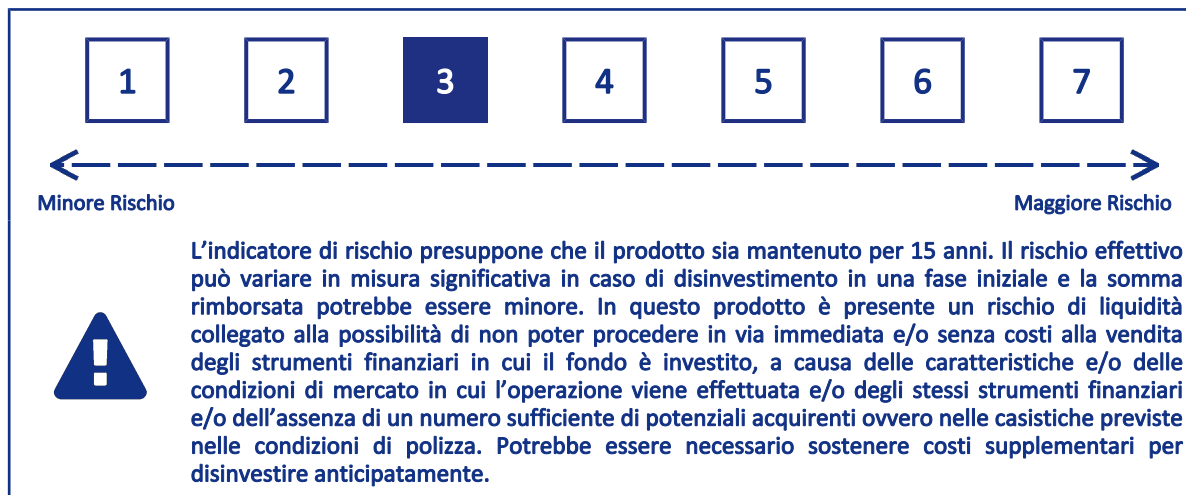 1 2 3 4 5 6 7
Minore Rischio Maggiore Rischio
L'indicatore di rischio presuppone che il prodotto sia mantenuto per 15 anni. Il rischio effettivo
può variare in misura significativa in caso di disinvestimento in una fase iniziale e la somma
rimborsata potrebbe essere minore. In questo prodotto è presente un rischio di liquidità
collegato alla possibilità di non poter procedere in via immediata e/o senza costi alla vendita
degli strumenti finanziari in cui il fondo è investito, a causa delle caratteristiche e/o delle
condizioni di mercato in cui l'operazione viene effettuata e/o degli stessi strumenti finanziari
e/o dell'assenza di un numero sufficiente di potenziali acquirenti ovvero nelle casistiche previste
nelle condizioni di polizza. Potrebbe essere necessario sostenere costi supplementari per
disinvestire anticipatamente.